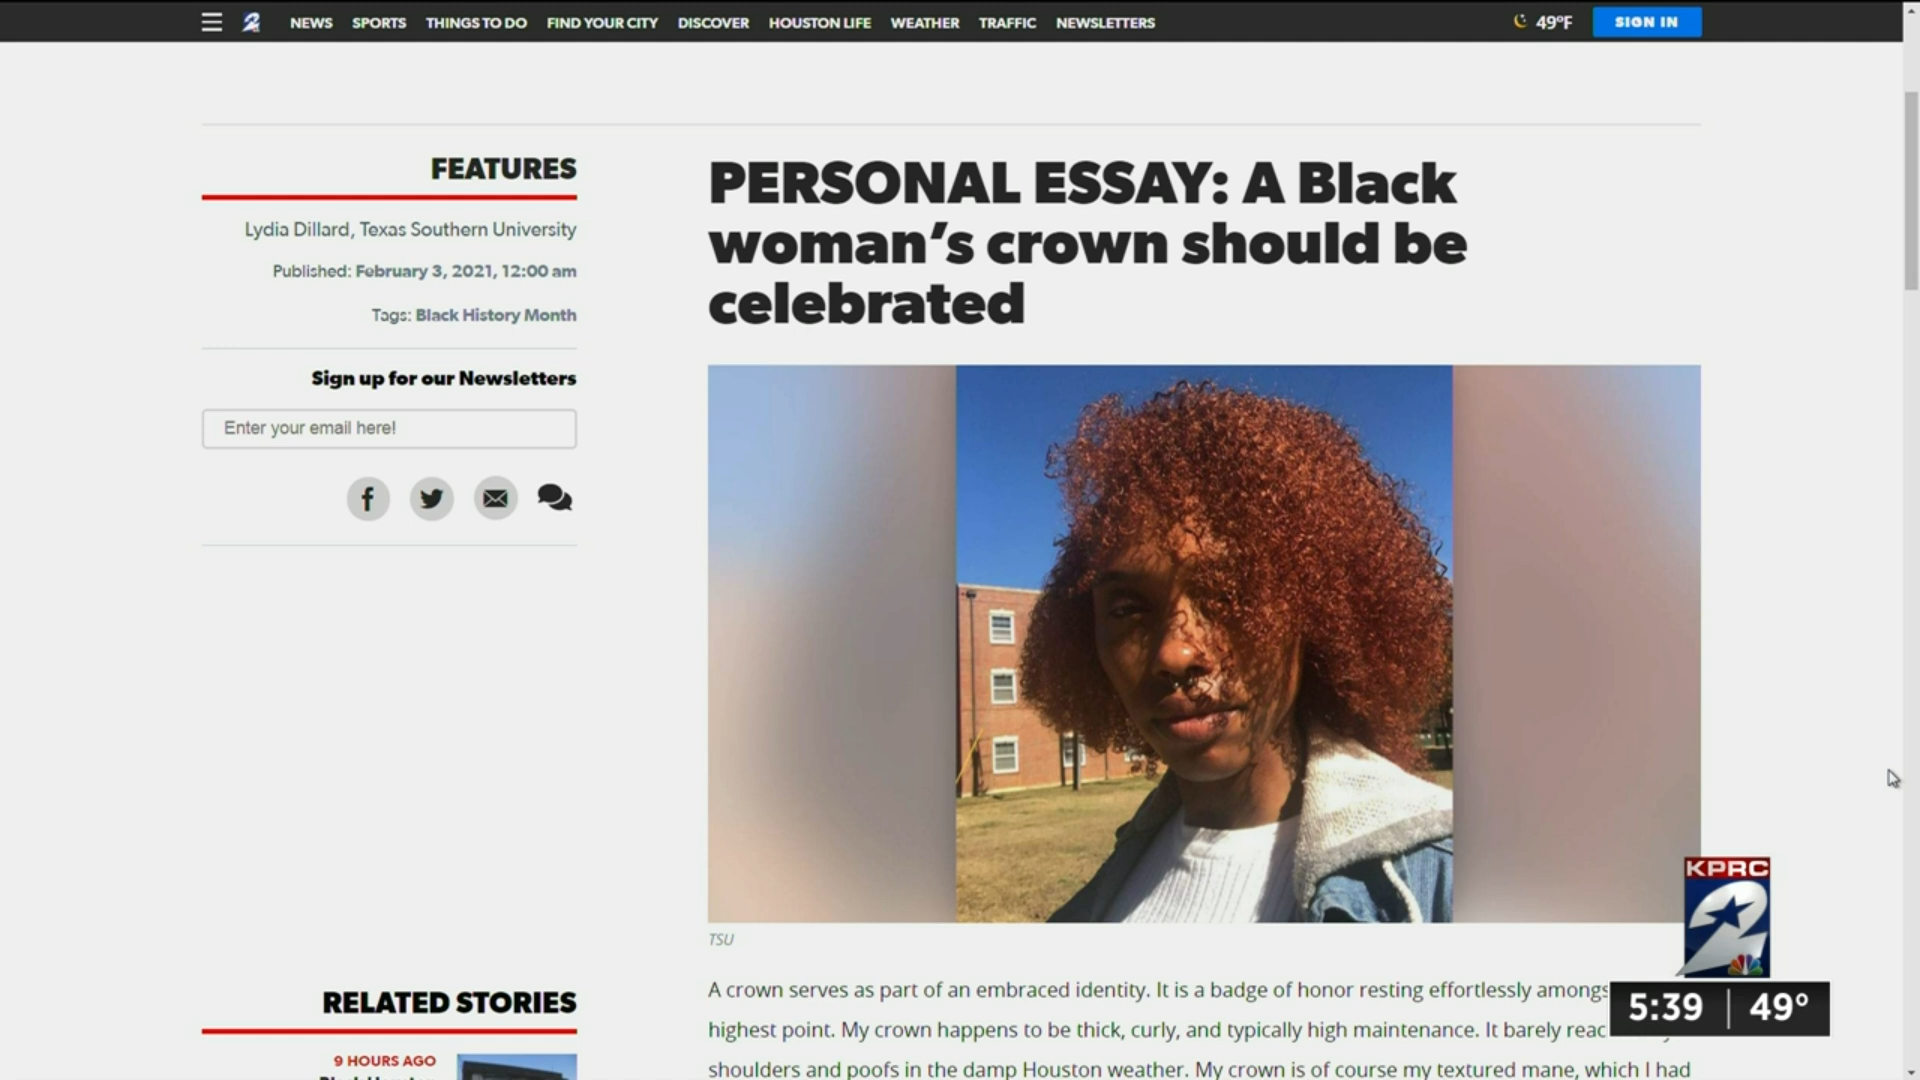 NEWS SPORTS THINGS TO DO FIND YOUR CITY DISCOVER HOUSTON LIFE WEATHER TRAFFIC NEWSLETTERS 49°F SIGN IN
FEATURES
Lydia Dillard, Texas Southern University
Published: February 3, 2021, 12:00 am
Tags: Black History Month
Sign up for our Newsletters
Enter your email here!
PERSONAL ESSAY: A Black
woman's crown should be
celebrated
TSU
A crown serves as part of an embraced identity. It is a badge of honor resting effortlessly amongs
highest point. My crown happens to be thick, curly, and typically high maintenance. It barely reac
shoulders and poofs in the damp Houston weather. My crown is of course my textured mane, which I had
RELATED STORIES
9 HOURS AGO
KPRC
2
5:39 | 49°